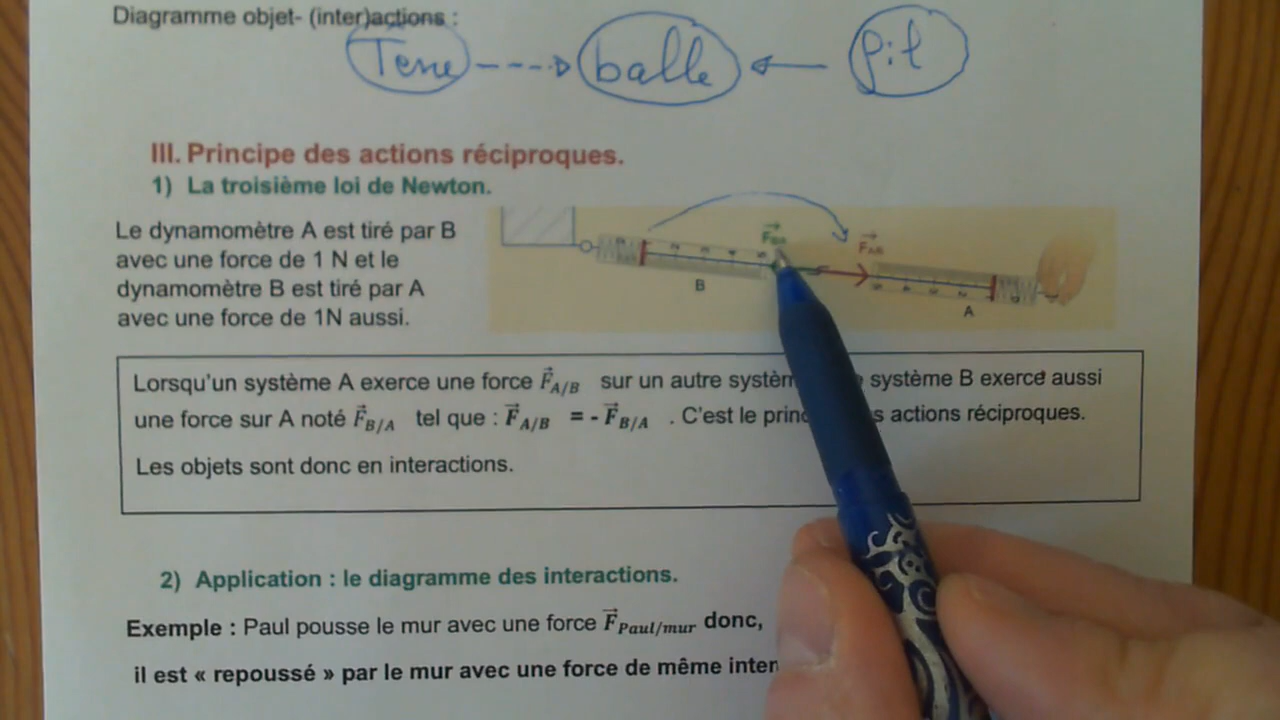 Diagramme objet- (inter)actions :
Terre balle fil
III. Principe des actions réciproques.
1) La troisième loi de Newton.
Le dynamomètre A est tiré par B
avec une force de 1 N et le
dynamomètre B est tiré par A
avec une force de 1N aussi.
B
A
Lorsqu'un système A exerce une force F⃗A/B sur un autre système B exerce aussi
une force sur A noté F⃗B/A tel que : F⃗A/B = - F⃗B/A . C'est le actions réciproques.
Les objets sont donc en interactions.
2) Application : le diagramme des interactions.
Exemple : Paul pousse le mur avec une force F⃗Paul/mur donc,
il est « repoussé » par le mur avec une force de même